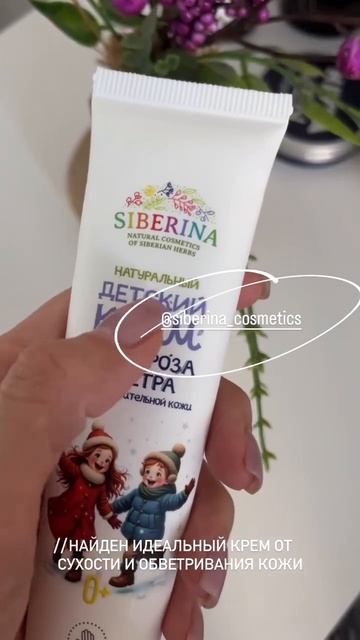 SIBERINA
NATURAL COSMETICS
OF SIBERIAN HERBS
НАТУРАЛЬНЫЙ
ДЕТСКИЙ
@siberina_cosmetics
0+
//НАЙДЕН ИДЕАЛЬНЫЙ КРЕМ ОТ
СУХОСТИ И ОБВЕТРИВАНИЯ КОЖИ